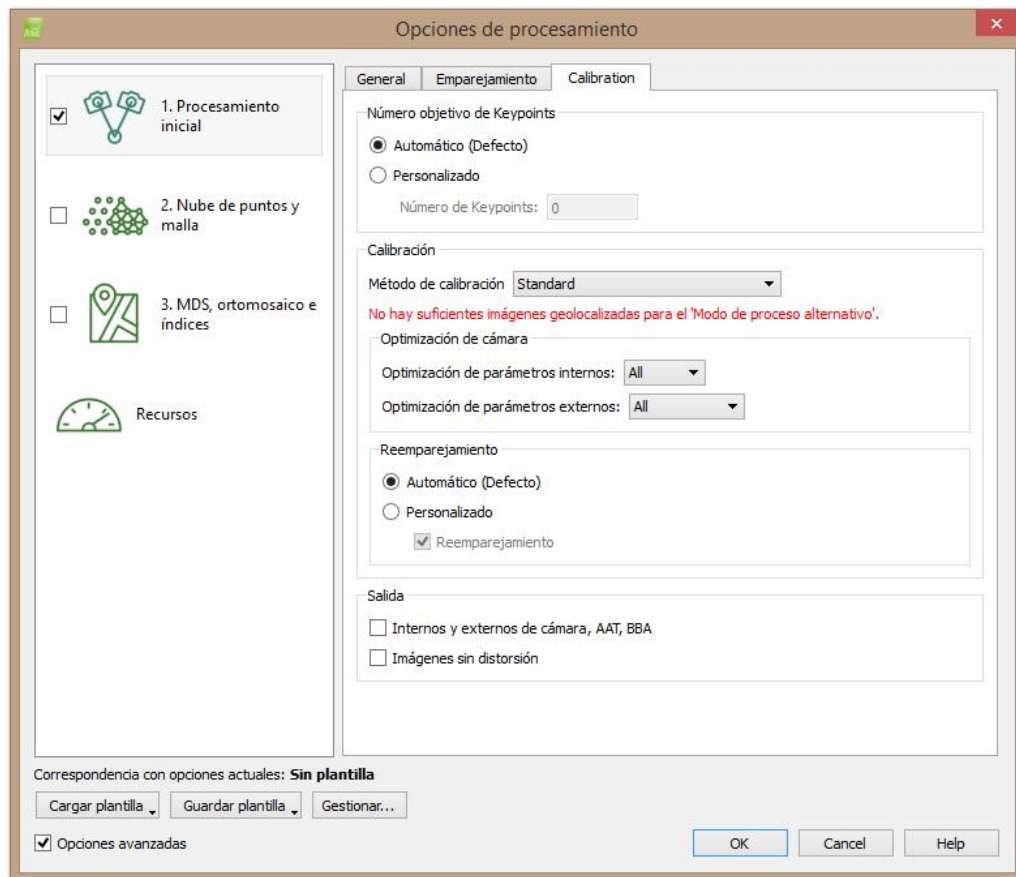 Opciones de procesamiento
1. Procesamiento
inicial
2. Nube de puntos y
malla
3. MDS, ortomosaico e
índices
Recursos
General Emparejamiento Calibration
Número objetivo de Keypoints
Automático (Defecto)
Personalizado
Número de Keypoints: 0
Calibración
Método de calibración Standard
No hay suficientes imágenes geolocalizadas para el 'Modo de proceso alternativo'.
Optimización de cámara
Optimización de parámetros internos: All
Optimización de parámetros externos: All
Reemparejamiento
Automático (Defecto)
Personalizado
Reemparejamiento
Salida
Internos y externos de cámara, AAT, BBA
Imágenes sin distorsión
Correspondencia con opciones actuales: Sin plantilla
Cargar plantilla Guardar plantilla Gestionar...
Opciones avanzadas
OK Cancel Help